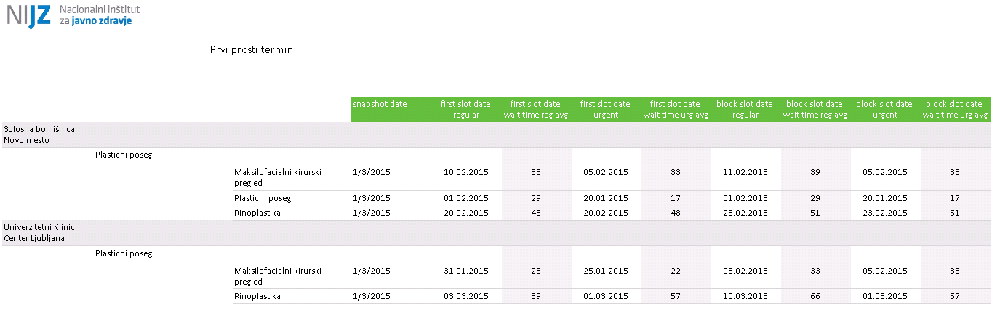 NIJZ Nacionalni inštitut
za javno zdravje
Prvi prosti termin
snapshot date first slot date first slot date first slot date first slot date block slot date block slot date block slot date block slot date
regular wait time reg avg urgent wait time urg avg regular wait time reg avg urgent wait time urg avg
Splošna bolnišnica
Novo mesto
Plasticni posegi
Maksilofacialni kirurski 1/3/2015 10.02.2015 38 05.02.2015 33 11.02.2015 39 05.02.2015 33
pregled
Plasticni posegi 1/3/2015 01.02.2015 29 20.01.2015 17 01.02.2015 29 20.01.2015 17
Rinoplastika 1/3/2015 20.02.2015 48 20.02.2015 48 23.02.2015 51 23.02.2015 51
Univerzitetni Klinični
Center Ljubljana
Plasticni posegi
Maksilofacialni kirurski 1/3/2015 31.01.2015 28 25.01.2015 22 05.02.2015 33 05.02.2015 33
pregled
Rinoplastika 1/3/2015 03.03.2015 59 01.03.2015 57 10.03.2015 66 01.03.2015 57